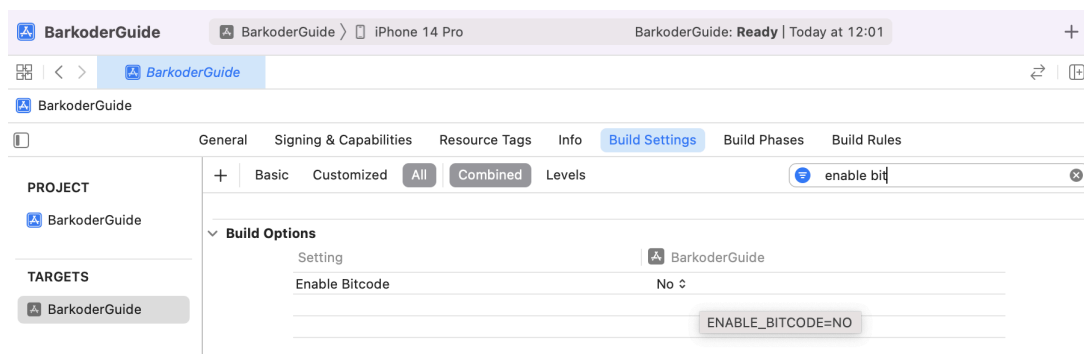 BarkoderGuide
BarkoderGuide 〉 iPhone 14 Pro
BarkoderGuide: Ready | Today at 12:01
BarkoderGuide
BarkoderGuide
General Signing & Capabilities Resource Tags Info Build Settings Build Phases Build Rules
PROJECT
BarkoderGuide
TARGETS
BarkoderGuide
Basic Customized All Combined Levels
enable bit
Build Options
Setting BarkoderGuide
Enable Bitcode No
ENABLE_BITCODE=NO